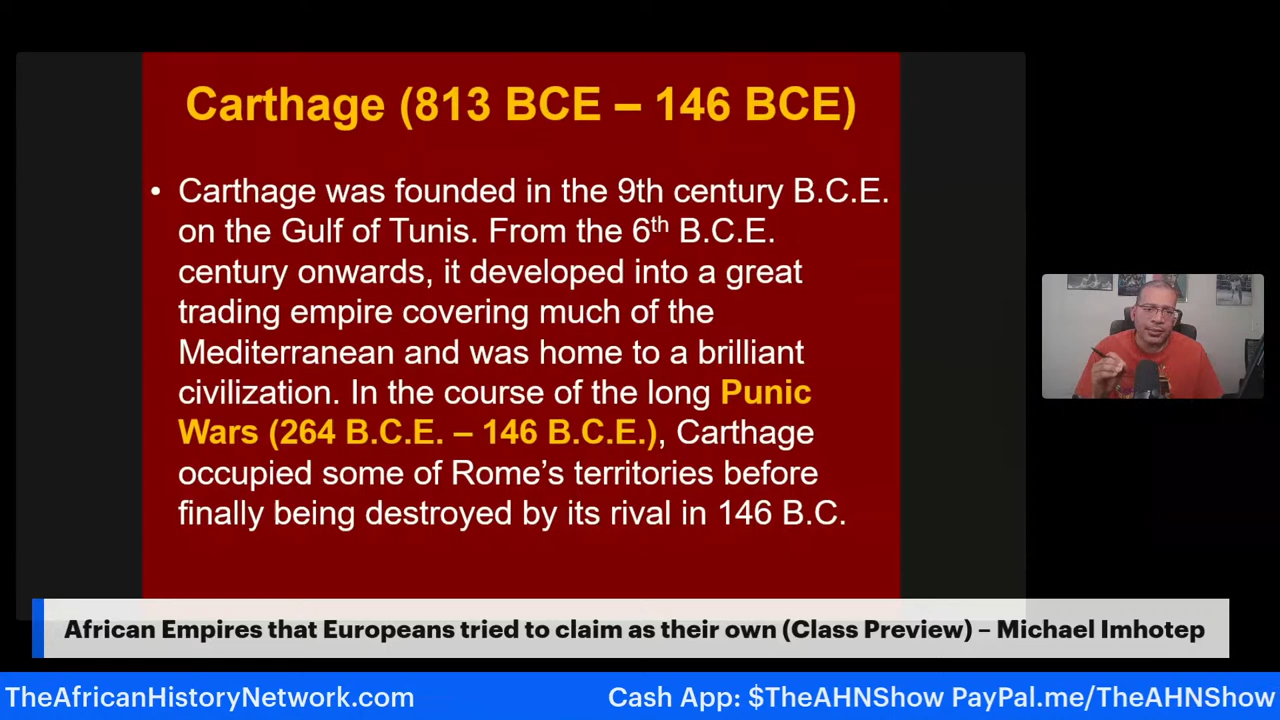 Carthage (813 BCE – 146 BCE)
• Carthage was founded in the 9th century B.C.E.
on the Gulf of Tunis. From the 6th B.C.E.
century onwards, it developed into a great
trading empire covering much of the
Mediterranean and was home to a brilliant
civilization. In the course of the long Punic
Wars (264 B.C.E. – 146 B.C.E.), Carthage
occupied some of Rome’s territories before
finally being destroyed by its rival in 146 B.C.
African Empires that Europeans tried to claim as their own (Class Preview) – Michael Imhotep
TheAfricanHistoryNetwork.com
Cash App: $TheAHNShow PayPal.me/TheAHNShow